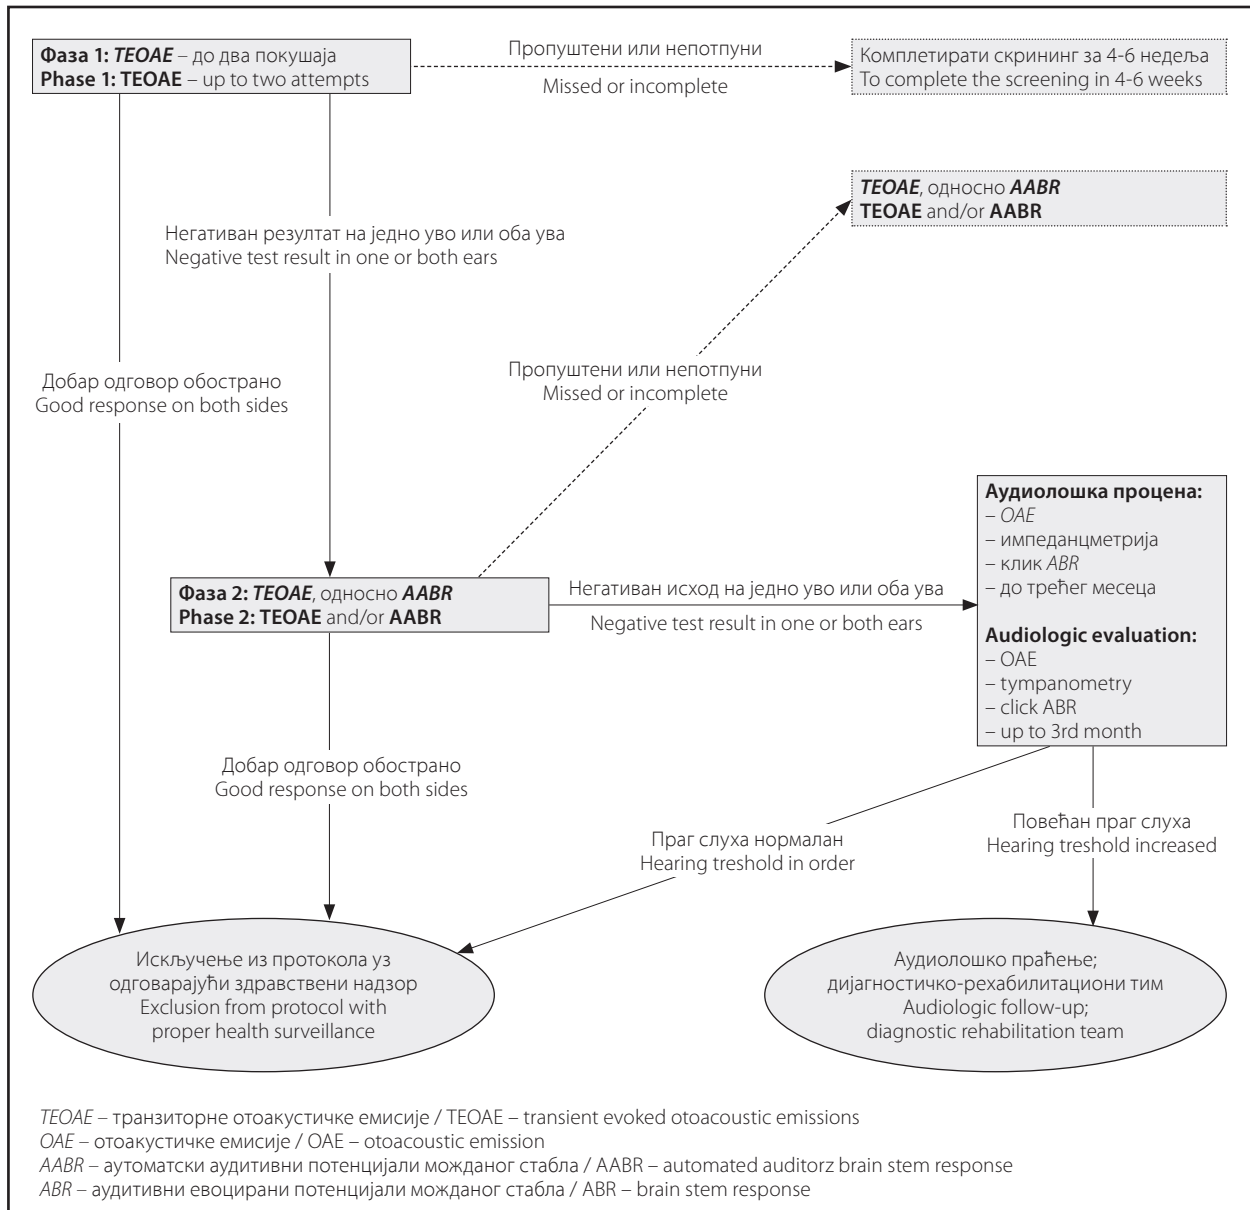 Фаза 1: TEOAE – до два покушаја
Phase 1: TEOAE – up to two attempts
Пропуштени или непотпуни
Missed or incomplete
Комплетирати скрининг за 4-6 недеља
To complete the screening in 4-6 weeks
TEOAE, односно AABR
TEOAE and/or AABR
Негативан резултат на једно уво или оба ува
Negative test result in one or both ears
Пропуштени или непотпуни
Missed or incomplete
Добар одговор обострано
Good response on both sides
Аудиолошка процена:
– OAE
– импеданцметрија
– клик ABR
– до трећег месеца
Audiologic evaluation:
– OAE
– tympanometry
– click ABR
– up to 3rd month
Фаза 2: TEOAE, односно AABR
Phase 2: TEOAE and/or AABR
Негативан исход на једно уво или оба ува
Negative test result in one or both ears
Добар одговор обострано
Good response on both sides
Праг слуха нормалан
Hearing treshold in order
Повећан праг слуха
Hearing treshold increased
Искључење из протокола уз
одговарајући здравствени надзор
Exclusion from protocol with
proper health surveillance
Аудиолошко праћење;
дијагностичко-рехабилитациони тим
Audiologic follow-up;
diagnostic rehabilitation team
TEOAE – транзиторне отоакустичке емисије / TEOAE – transient evoked otoacoustic emissions
OAE – отоакустичке емисије / OAE – otoacoustic emission
AABR – аутоматски аудитивни потенцијали можданог стабла / AABR – automated auditorz brain stem response
ABR – аудитивни евоцирани потенцијали можданог стабла / ABR – brain stem response